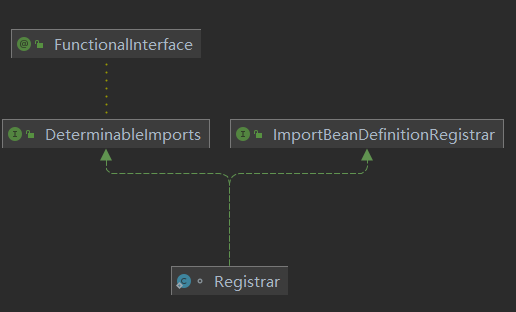 FunctionalInterface
DeterminableImports
ImportBeanDefinitionRegistrar
Registrar